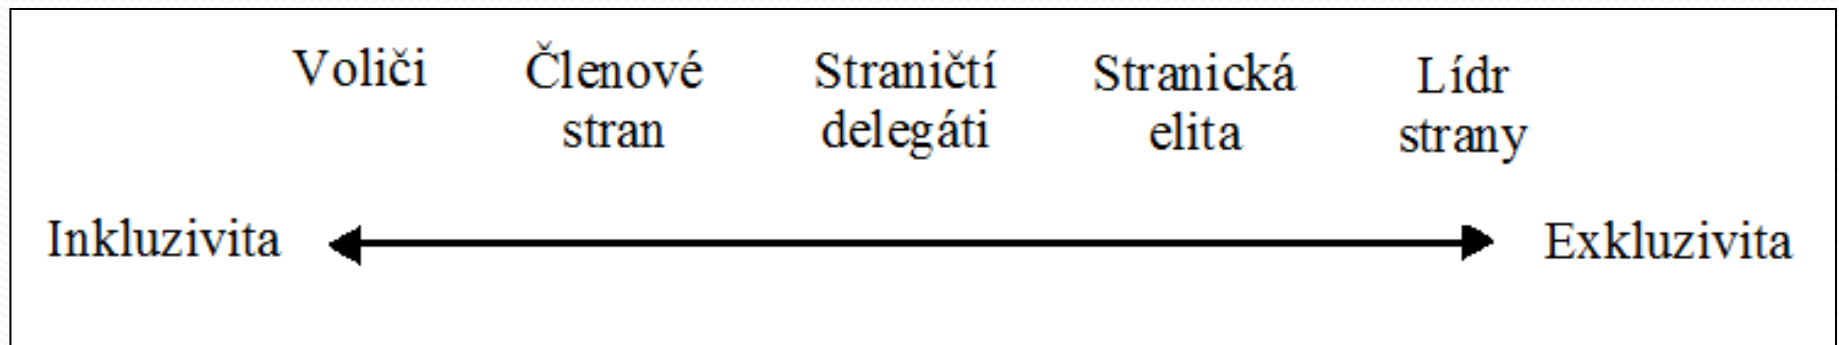 Voliči Členové Straničtí Stranická Lídr
stran delegáti elita strany
Inkluzivita Exkluzivita